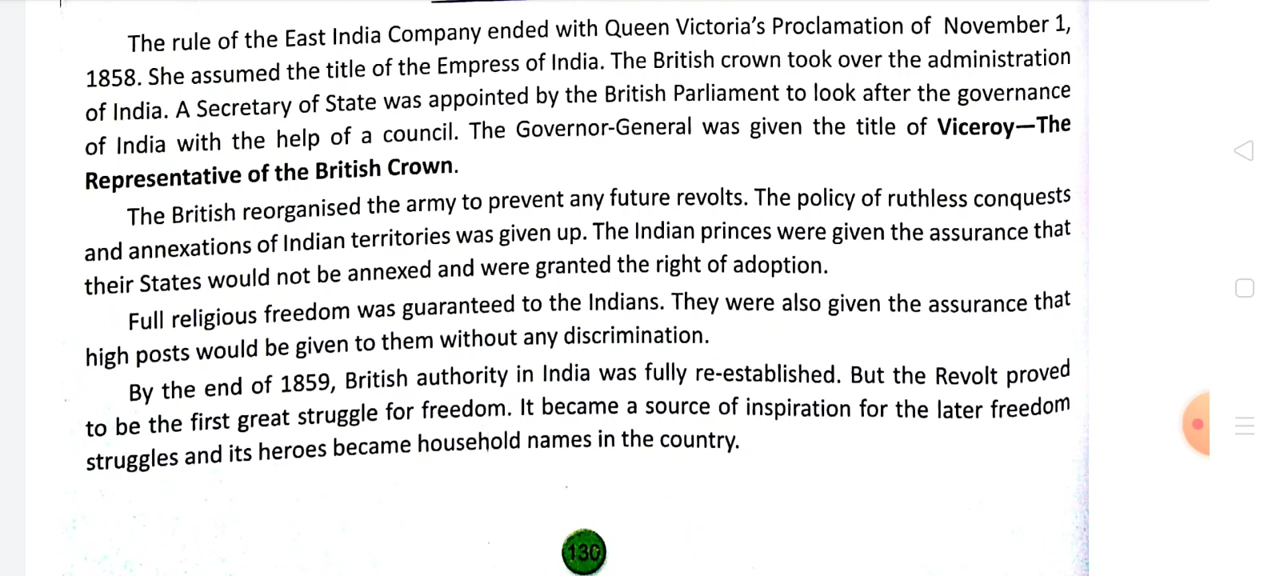 The rule of the East India Company ended with Queen Victoria's Proclamation of November 1,
1858. She assumed the title of the Empress of India. The British crown took over the administration
of India. A Secretary of State was appointed by the British Parliament to look after the governance
of India with the help of a council. The Governor-General was given the title of Viceroy—The
Representative of the British Crown.
The British reorganised the army to prevent any future revolts. The policy of ruthless conquests
and annexations of Indian territories was given up. The Indian princes were given the assurance that
their States would not be annexed and were granted the right of adoption.
Full religious freedom was guaranteed to the Indians. They were also given the assurance that
high posts would be given to them without any discrimination.
By the end of 1859, British authority in India was fully re-established. But the Revolt proved
to be the first great struggle for freedom. It became a source of inspiration for the later freedom
struggles and its heroes became household names in the country.
130